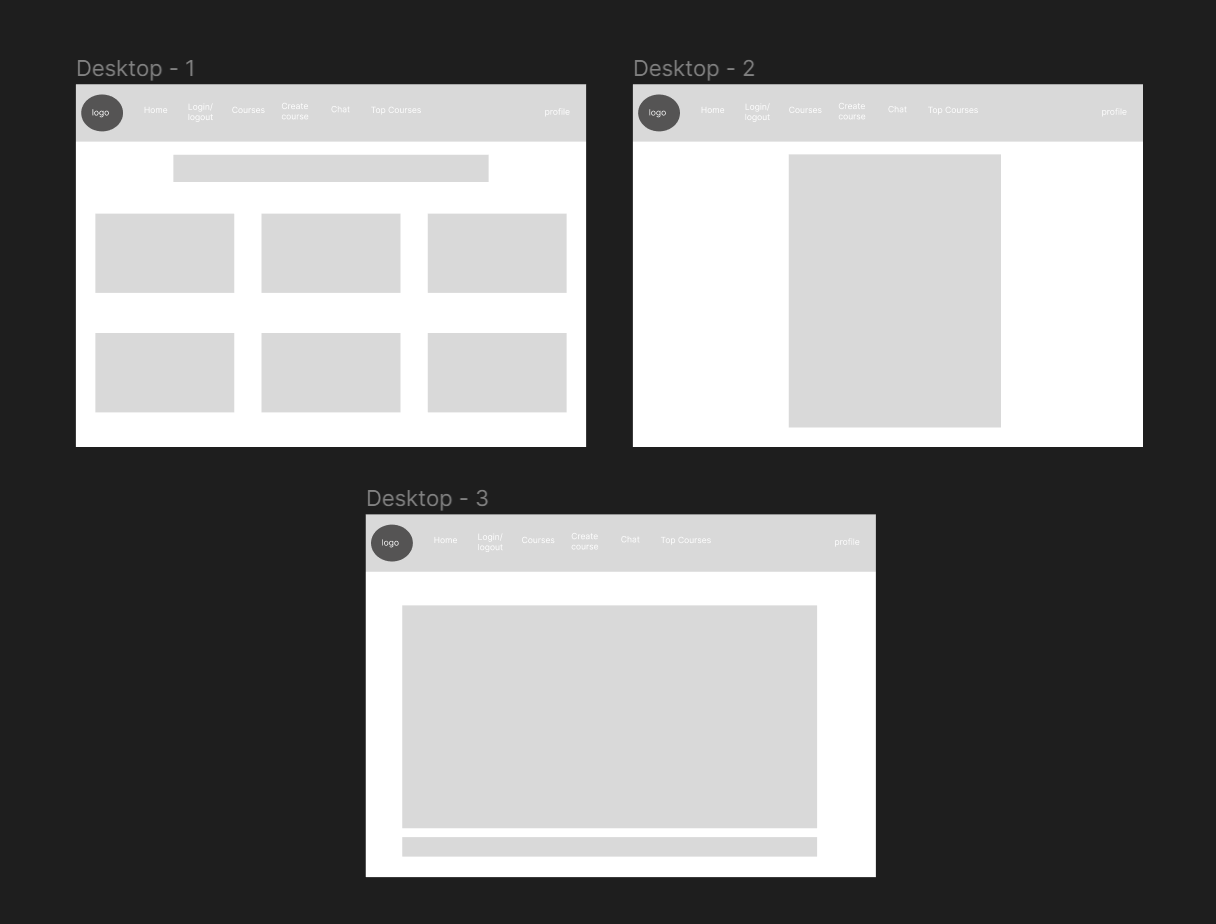 Desktop - 1
logo
Home
Login/
logout
Courses
Create
course
Chat
Top Courses
profile
Desktop - 2
logo
Home
Login/
logout
Courses
Create
course
Chat
Top Courses
profile
Desktop - 3
logo
Home
Login/
logout
Courses
Create
course
Chat
Top Courses
profile